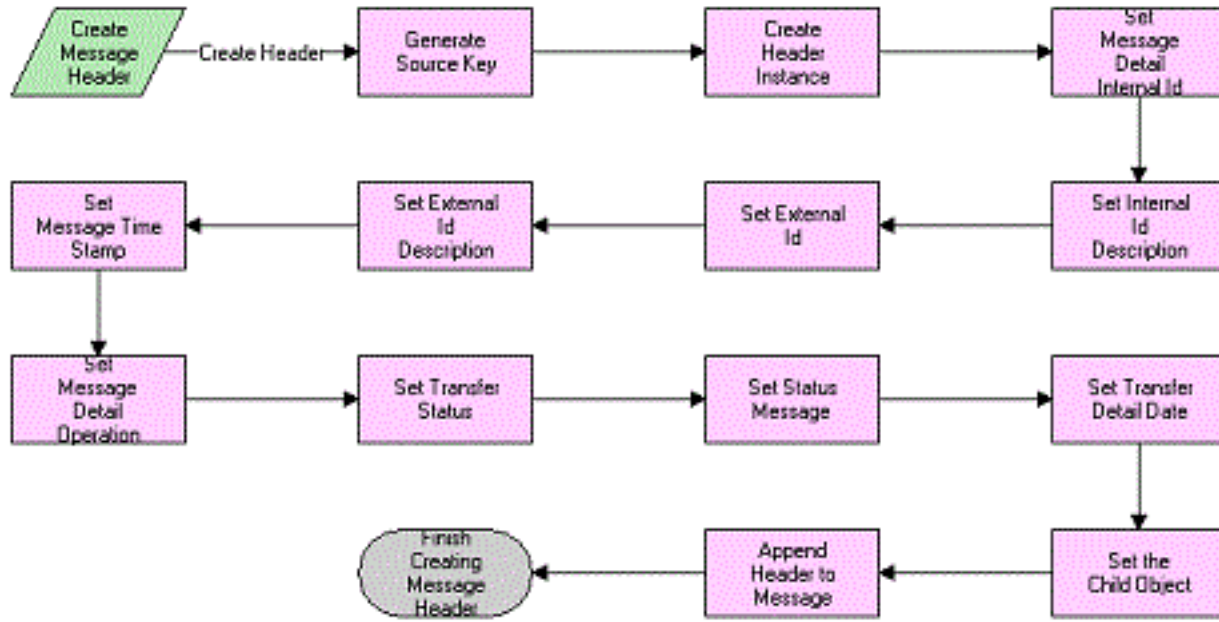 Create
Message
Header
Create Header
Generate
Source Key
Create
Header
Instance
Set
Message
Detail
Internal Id
Set
Message Time
Stamp
Set External
Id
Description
Set External
Id
Set Internal
Id
Description
Set
Message
Detail
Operation
Set Transfer
Status
Set Status
Message
Set Transfer
Detail Date
Finish
Creating
Message
Header
Append
Header to
Message
Set the
Child Object